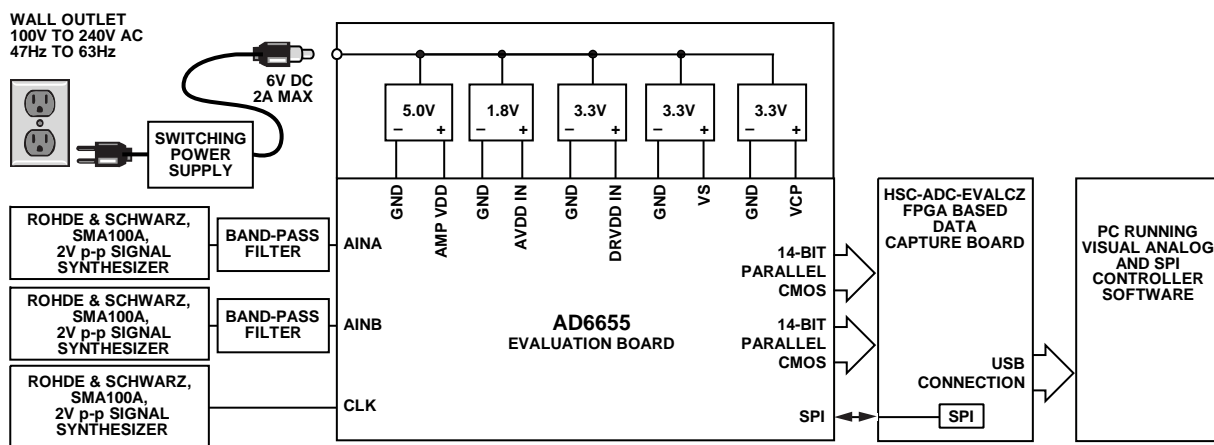 WALL OUTLET
100V TO 240V AC
47Hz TO 63Hz
6V DC
2A MAX
SWITCHING
POWER
SUPPLY
5.0V
– +
1.8V
– +
3.3V
– +
3.3V
– +
3.3V
– +
GND
AMP VDD
GND
AVDD IN
GND
DRVDD IN
GND
VS
GND
VCP
ROHDE & SCHWARZ,
SMA100A,
2V p-p SIGNAL
SYNTHESIZER
BAND-PASS
FILTER
AINA
ROHDE & SCHWARZ,
SMA100A,
2V p-p SIGNAL
SYNTHESIZER
BAND-PASS
FILTER
AINB
ROHDE & SCHWARZ,
SMA100A,
2V p-p SIGNAL
SYNTHESIZER
CLK
AD6655
EVALUATION BOARD
14-BIT
PARALLEL
CMOS
14-BIT
PARALLEL
CMOS
SPI
HSC-ADC-EVALCZ
FPGA BASED
DATA
CAPTURE BOARD
USB
CONNECTION
SPI
PC RUNNING
VISUAL ANALOG
AND SPI
CONTROLLER
SOFTWARE